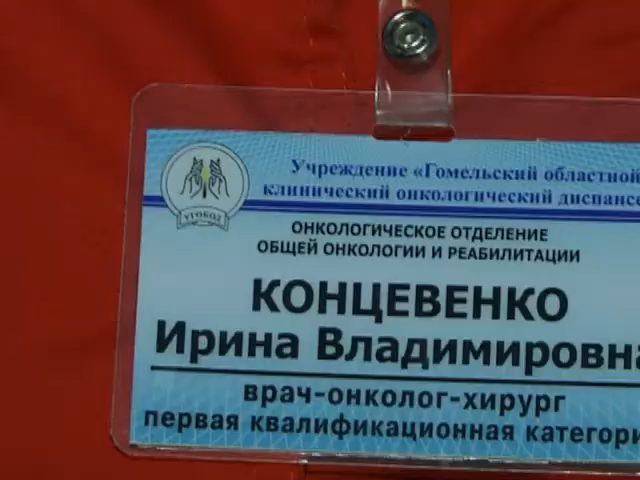 Учреждение «Гомельский областной
клинический онкологический диспансе
УГОКОД
ОНКОЛОГИЧЕСКОЕ ОТДЕЛЕНИЕ
ОБЩЕЙ ОНКОЛОГИИ И РЕАБИЛИТАЦИИ
КОНЦЕВЕНКО
Ирина Владимировна
врач-онколог-хирург
первая квалификационная категори